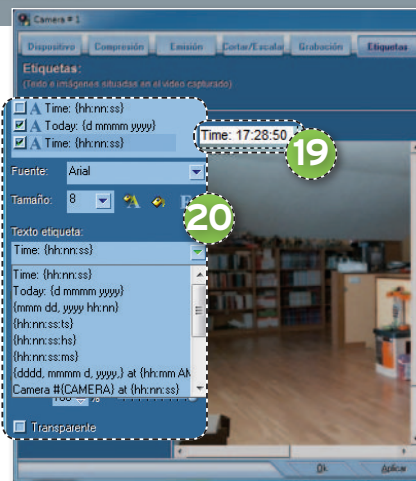 Camera # 1
Dispositivo Compresión Emisión Cortar/Escalar Grabación Etiquetas
Etiquetas:
(Texto e imágenes situadas en el video capturado)
A Time: {hh:nn:ss}
A Today: {d mmmm yyyy}
A Time: {hh:nn:ss}
Time: 17:28:50
19
Fuente: Arial
Tamaño: 8
20
Texto etiqueta:
Time: {hh:nn:ss}
Time: {hh:nn:ss}
Today: {d mmmm yyyy}
{mmm dd, yyyy hh:nn}
{hh:nn:ss:ts}
{hh:nn:ss:hs}
{hh:nn:ss:ms}
{dddd, mmmm d, yyyy,} at {hh:mm AM
Camera #{CAMERA} at {hh:nn:ss}
%
Transparente
Ok Aplicar